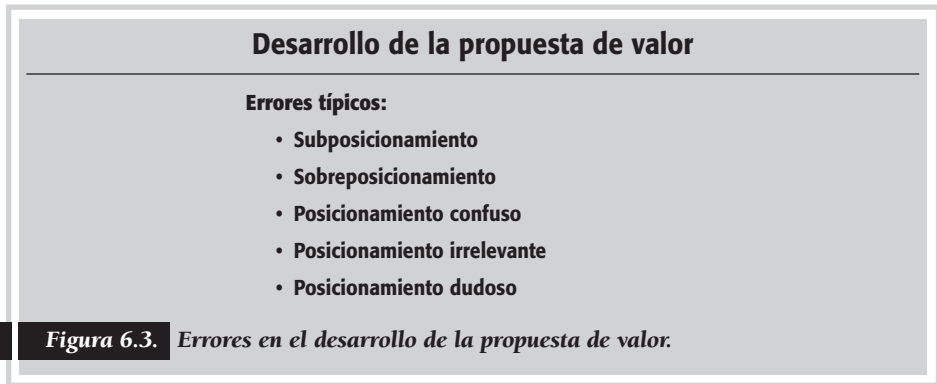 Desarrollo de la propuesta de valor
Errores típicos:
• Subposicionamiento
• Sobreposicionamiento
• Posicionamiento confuso
• Posicionamiento irrelevante
• Posicionamiento dudoso
Figura 6.3. Errores en el desarrollo de la propuesta de valor.